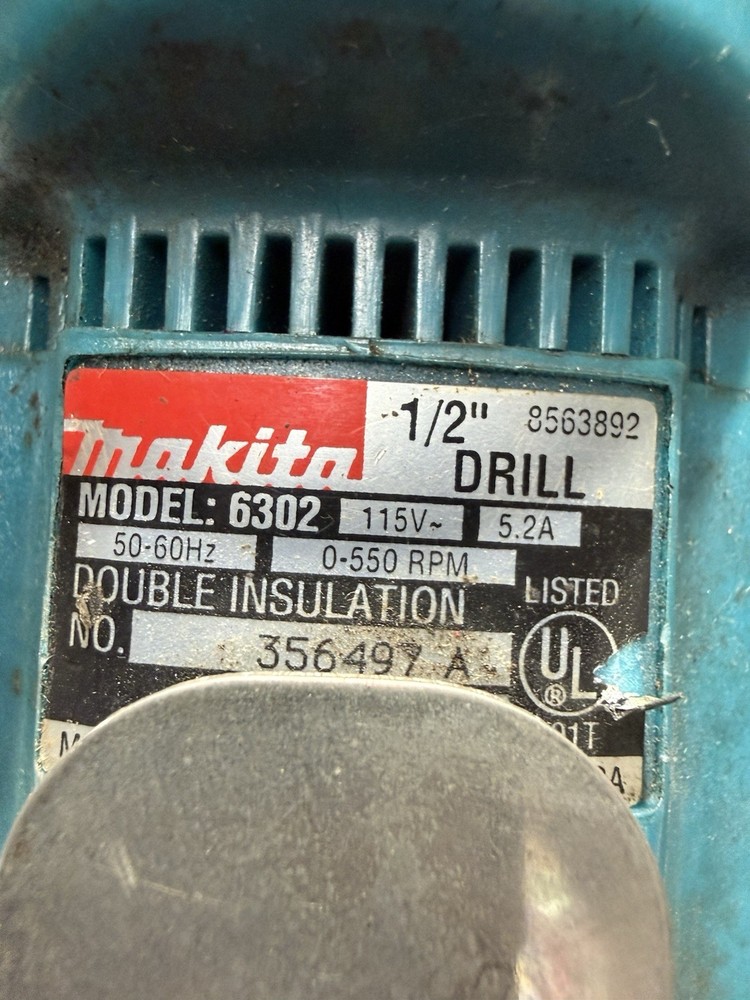 makita
1/2" 8563892
DRILL
MODEL: 6302 115V~ 5.2A
50-60Hz 0-550 RPM
DOUBLE INSULATION LISTED
NO. 356497 A
UL®